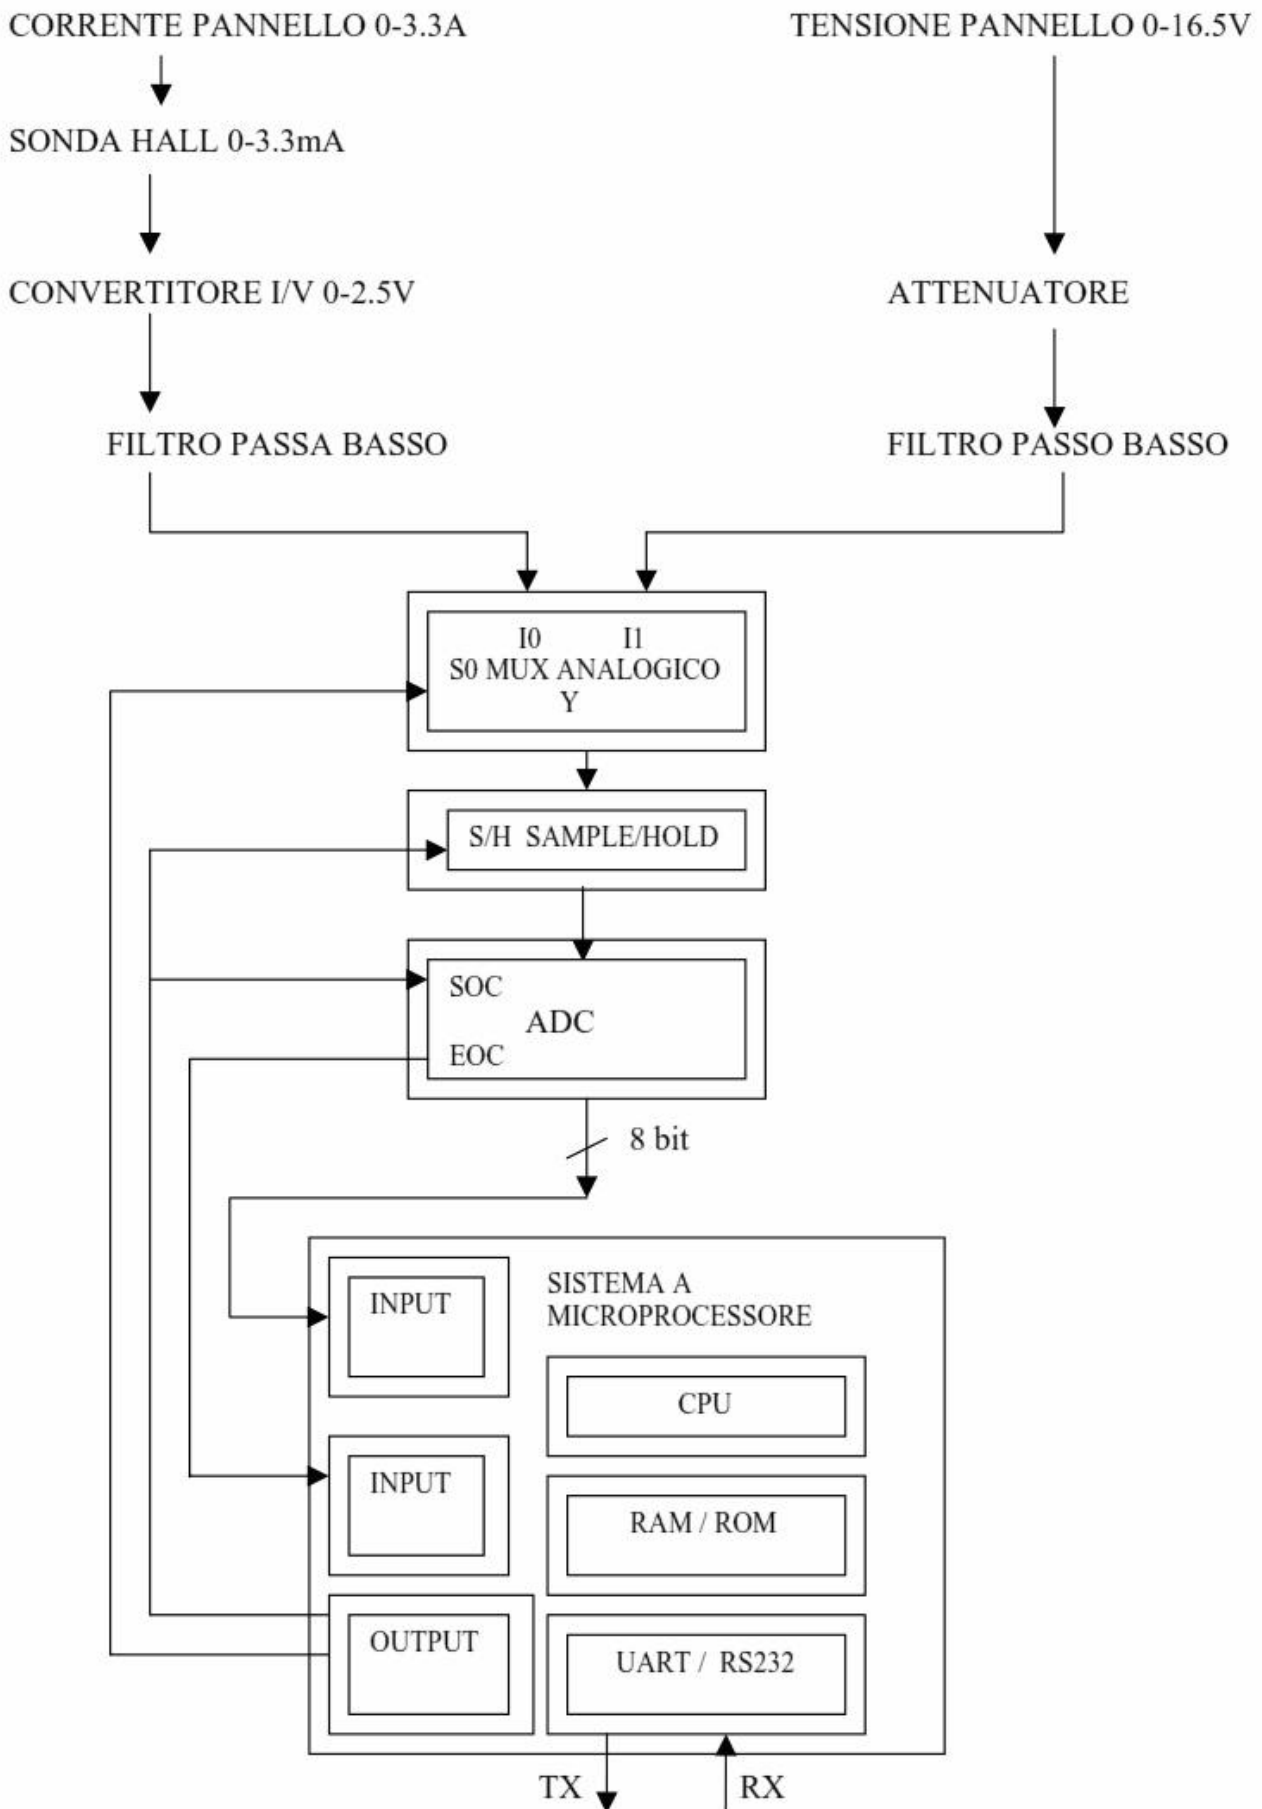 CORRENTE PANNELLO 0-3.3A
TENSIONE PANNELLO 0-16.5V
SONDA HALL 0-3.3mA
CONVERTITORE I/V 0-2.5V
ATTENUATORE
FILTRO PASSA BASSO
FILTRO PASSO BASSO
I0 I1
S0 MUX ANALOGICO
Y
S/H SAMPLE/HOLD
SOC
ADC
EOC
8 bit
SISTEMA A
MICROPROCESSORE
INPUT
CPU
INPUT
RAM / ROM
OUTPUT
UART / RS232
TX
RX